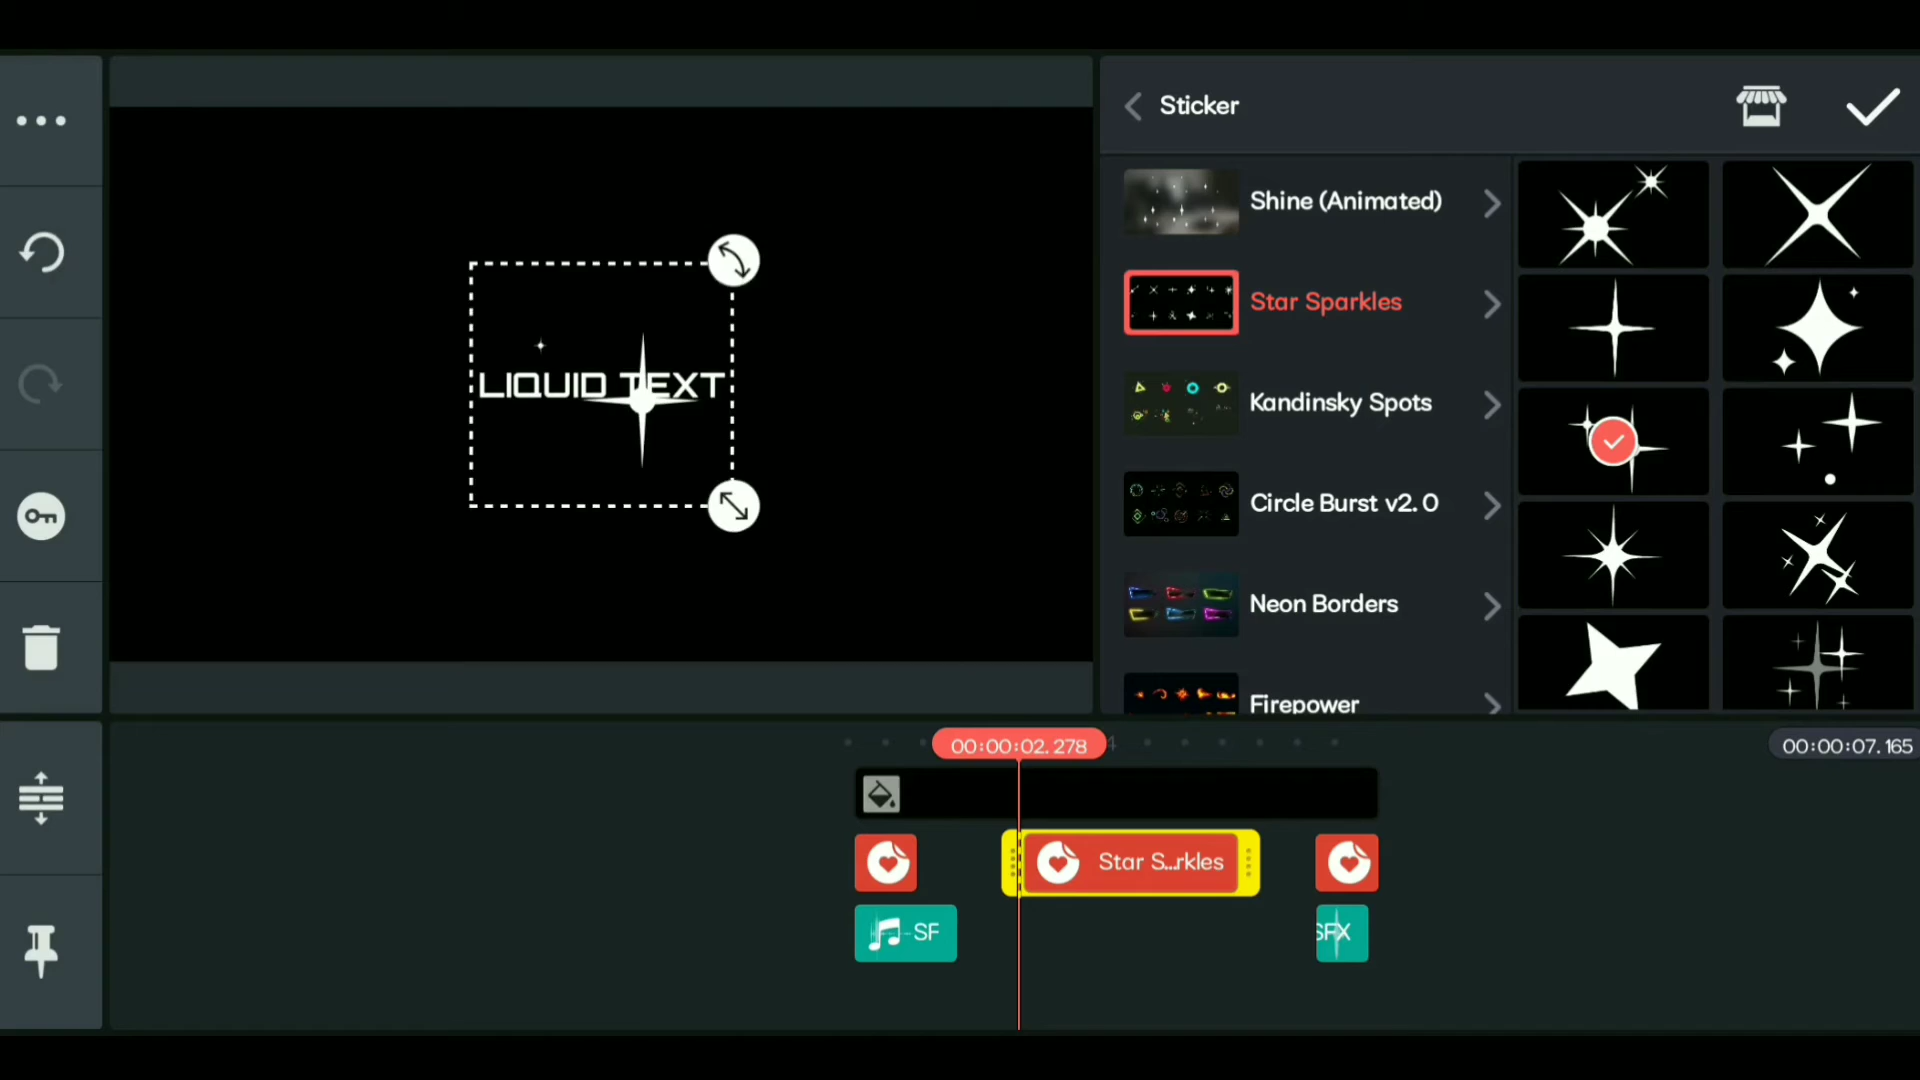 Sticker
Shine (Animated)
Star Sparkles
LIQUID TEXT
Kandinsky Spots
Circle Burst v2.0
Neon Borders
Firepower
00:00:02.278
4
00:00:07.165
Star S...rkles
SF
SFX